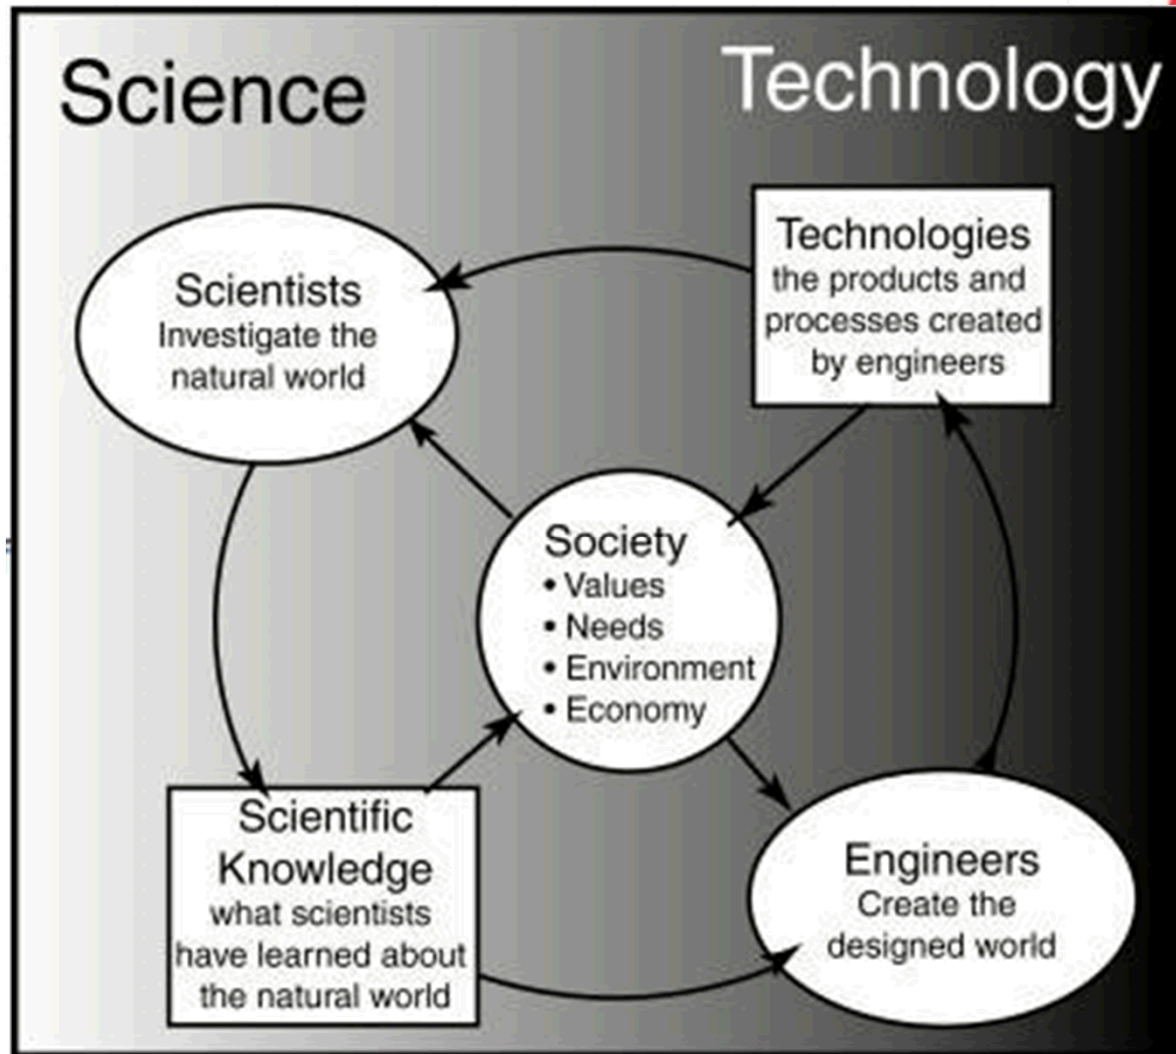 Science
Technology
Scientists
Investigate the
natural world
Technologies
the products and
processes created
by engineers
Society
• Values
• Needs
• Environment
• Economy
Scientific
Knowledge
what scientists
have learned about
the natural world
Engineers
Create the
designed world